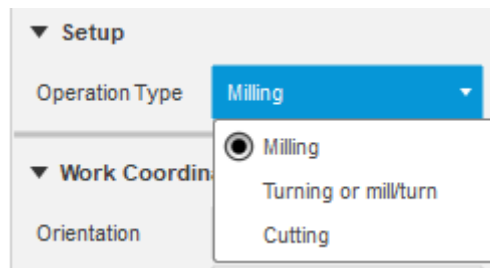 Setup
Operation Type Milling
Milling
Work Coordin
Turning or mill/turn
Orientation
Cutting